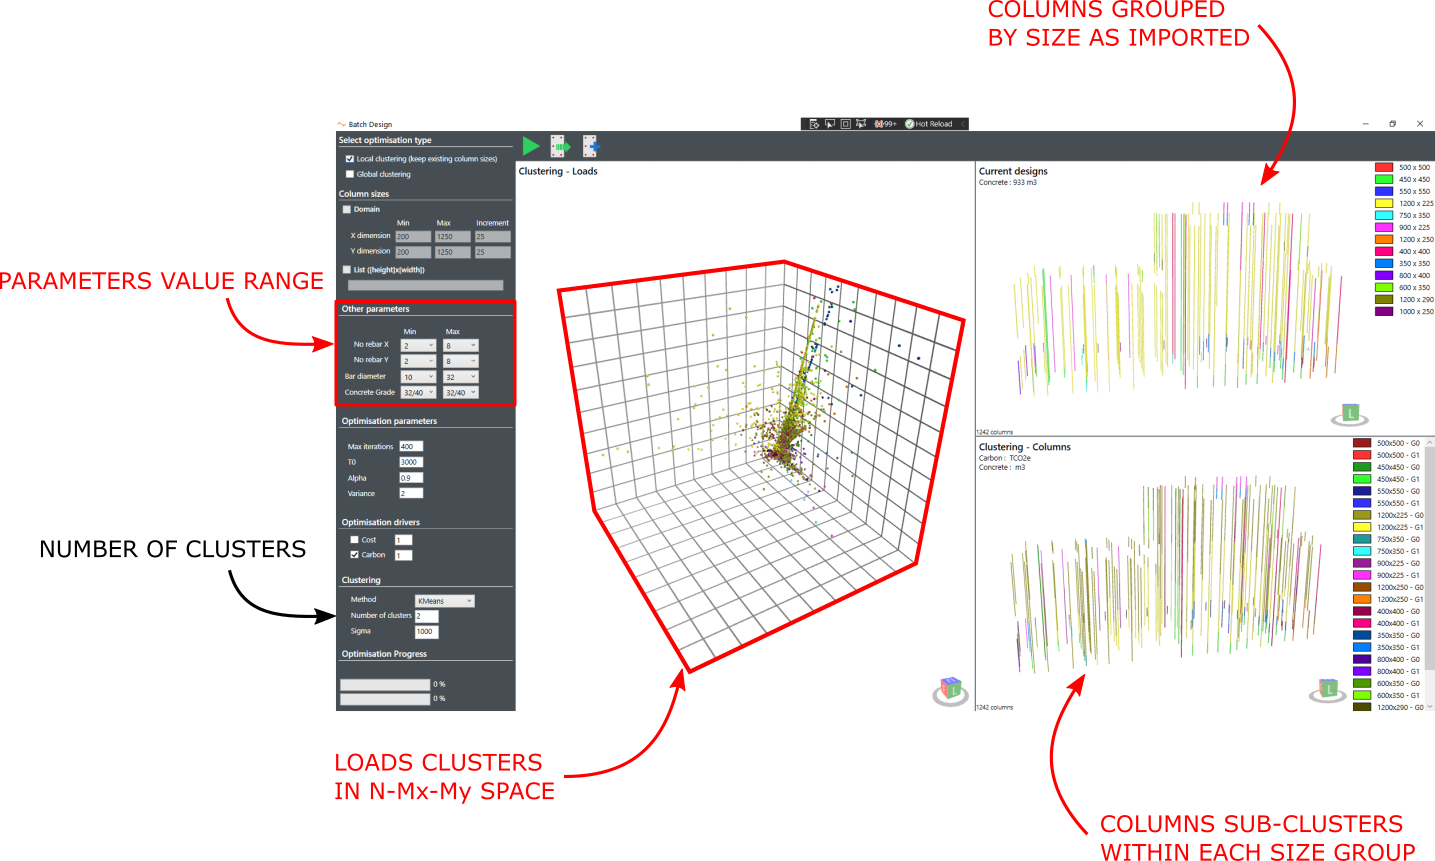 COLUMNS GROUPED
BY SIZE AS IMPORTED
Batch Design
99+ Hot Reload
Select optimisation type
Local clustering (keep existing column sizes)
Global clustering
Column sizes
Domain
Min Max Increment
X dimension 200 1250 25
Y dimension 200 1250 25
List ([height]x[width])
PARAMETERS VALUE RANGE
Other parameters
Min Max
No rebar X 2 8
No rebar Y 2 8
Bar diameter 10 32
Concrete Grade 32/40 32/40
Optimisation parameters
Max iterations 400
T0 3000
Alpha 0.9
Variance 2
Optimisation drivers
Cost 1
Carbon 1
NUMBER OF CLUSTERS
Clustering
Method KMeans
Number of clusters 2
Sigma 1000
Optimisation Progress
0 %
0 %
Clustering - Loads
LOADS CLUSTERS
IN N-Mx-My SPACE
Current designs
Concrete : 933 m3
500 x 500
450 x 450
550 x 550
1200 x 225
750 x 350
900 x 225
1200 x 250
400 x 400
350 x 350
800 x 400
600 x 350
1200 x 290
1000 x 250
L
1242 columns
Clustering - Columns
Carbon : TCO2e
Concrete : m3
500x500 - G0
500x500 - G1
450x450 - G0
450x450 - G1
550x550 - G0
550x550 - G1
1200x225 - G0
1200x225 - G1
750x350 - G0
750x350 - G1
900x225 - G0
900x225 - G1
1200x250 - G0
1200x250 - G1
400x400 - G0
400x400 - G1
350x350 - G0
350x350 - G1
800x400 - G0
800x400 - G1
600x350 - G0
600x350 - G1
1200x290 - G0
L
L
1242 columns
COLUMNS SUB-CLUSTERS
WITHIN EACH SIZE GROUP